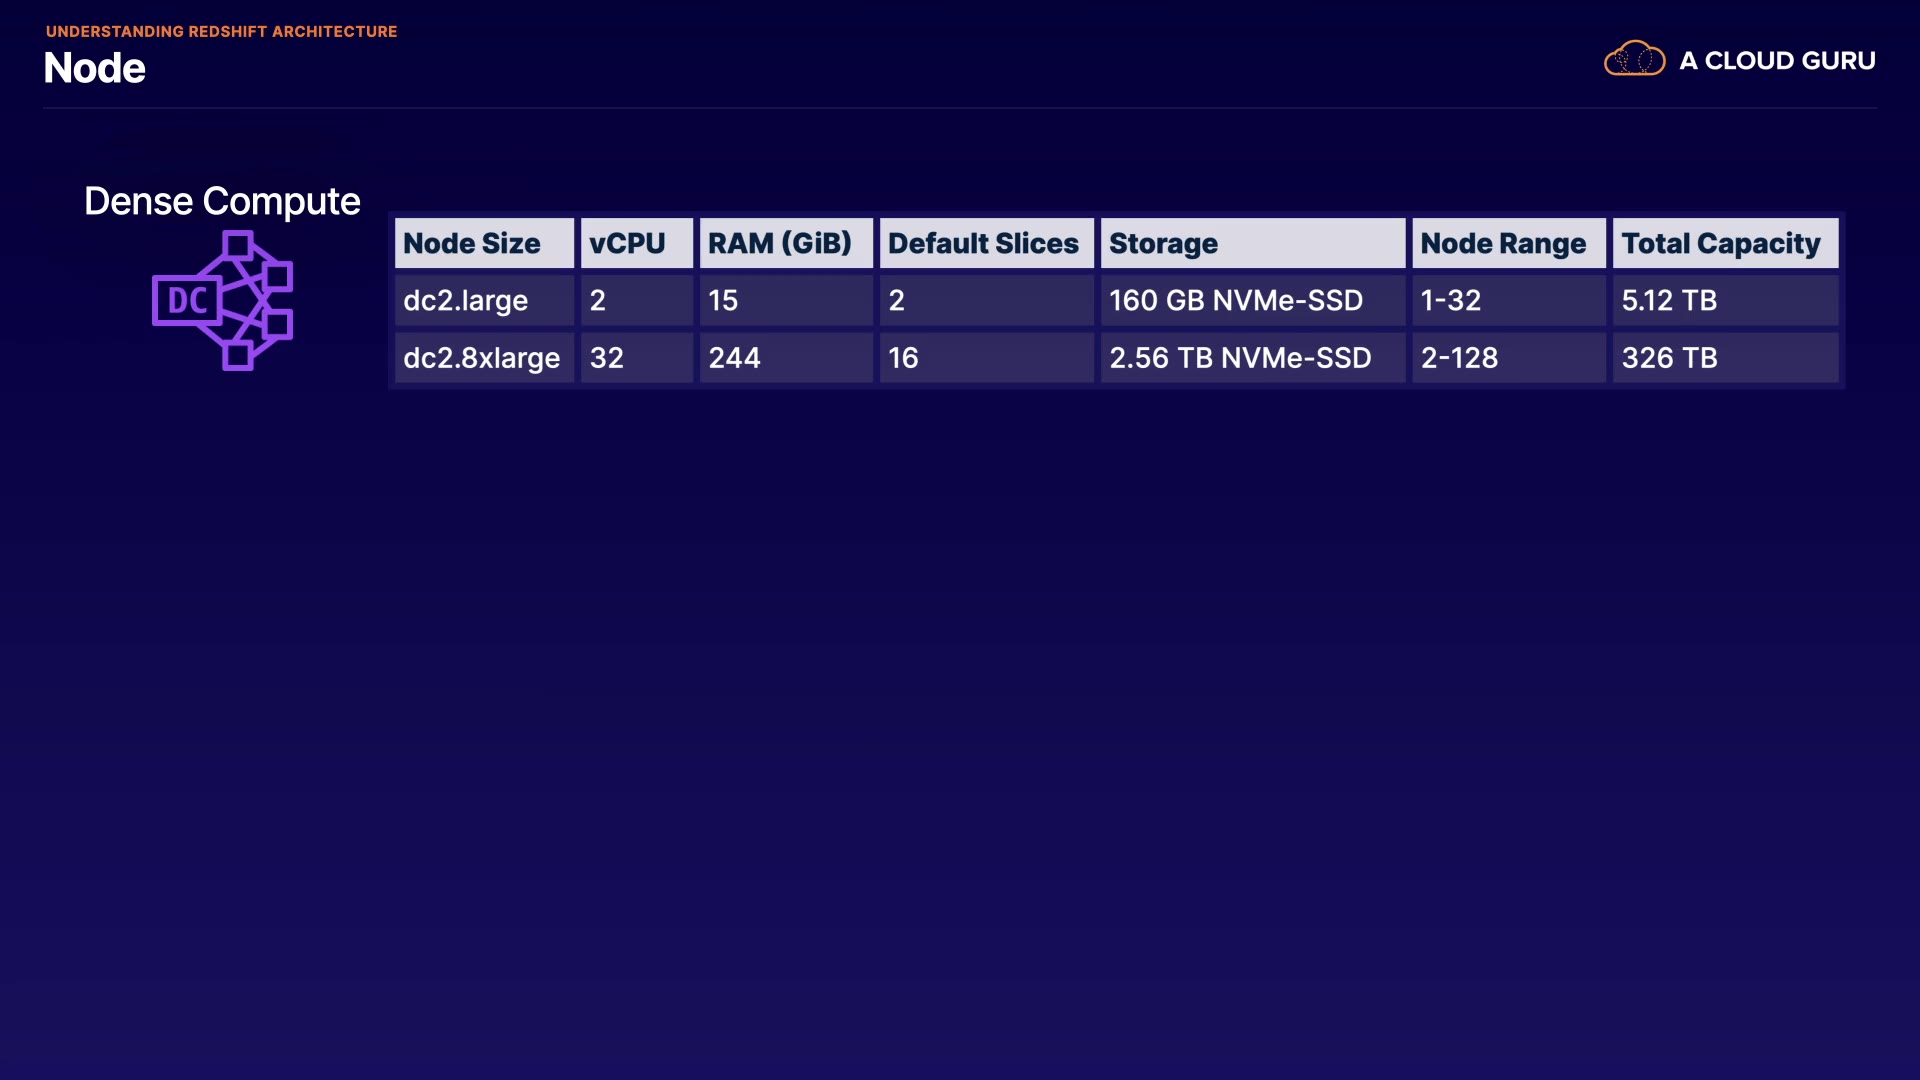 UNDERSTANDING REDSHIFT ARCHITECTURE
Node
A CLOUD GURU
Dense Compute
DC
Node Size vCPU RAM (GiB) Default Slices Storage Node Range Total Capacity
dc2.large 2 15 2 160 GB NVMe-SSD 1-32 5.12 TB
dc2.8xlarge 32 244 16 2.56 TB NVMe-SSD 2-128 326 TB